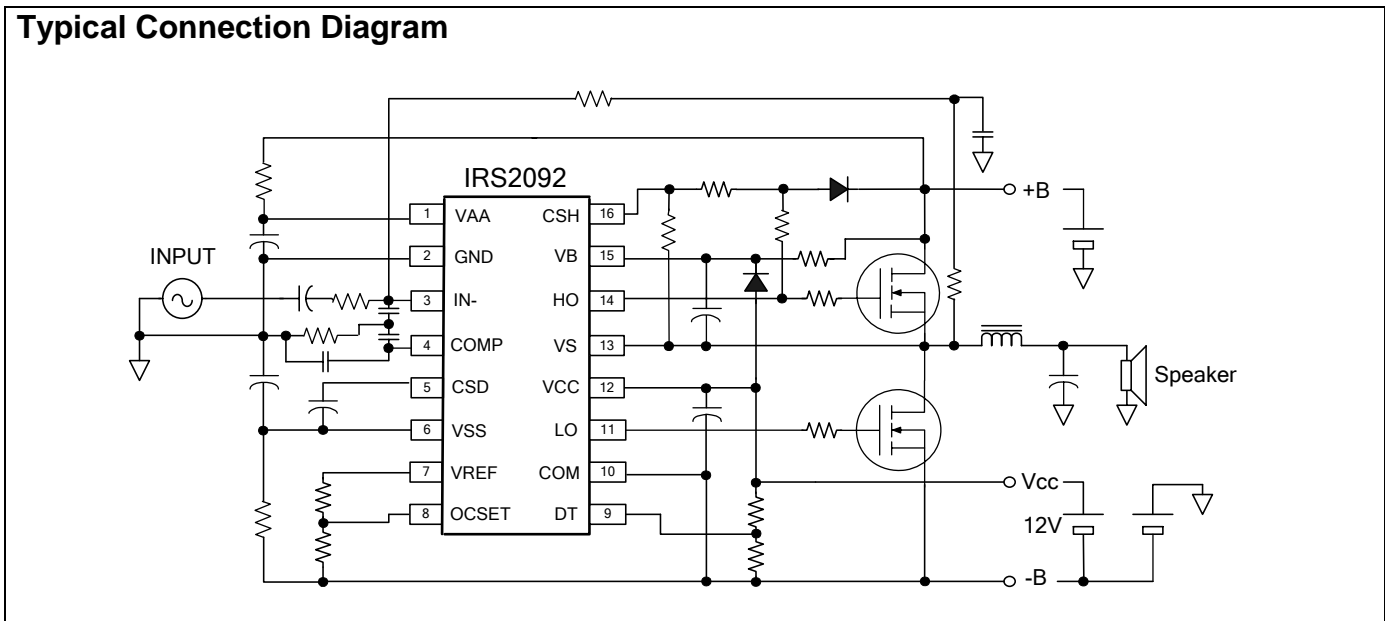 Typical Connection Diagram
IRS2092
1 VAA CSH 16
2 GND VB 15
3 IN- HO 14
4 COMP VS 13
5 CSD VCC 12
6 VSS LO 11
7 VREF COM 10
8 OCSET DT 9
INPUT
+B
Speaker
Vcc
12V
-B